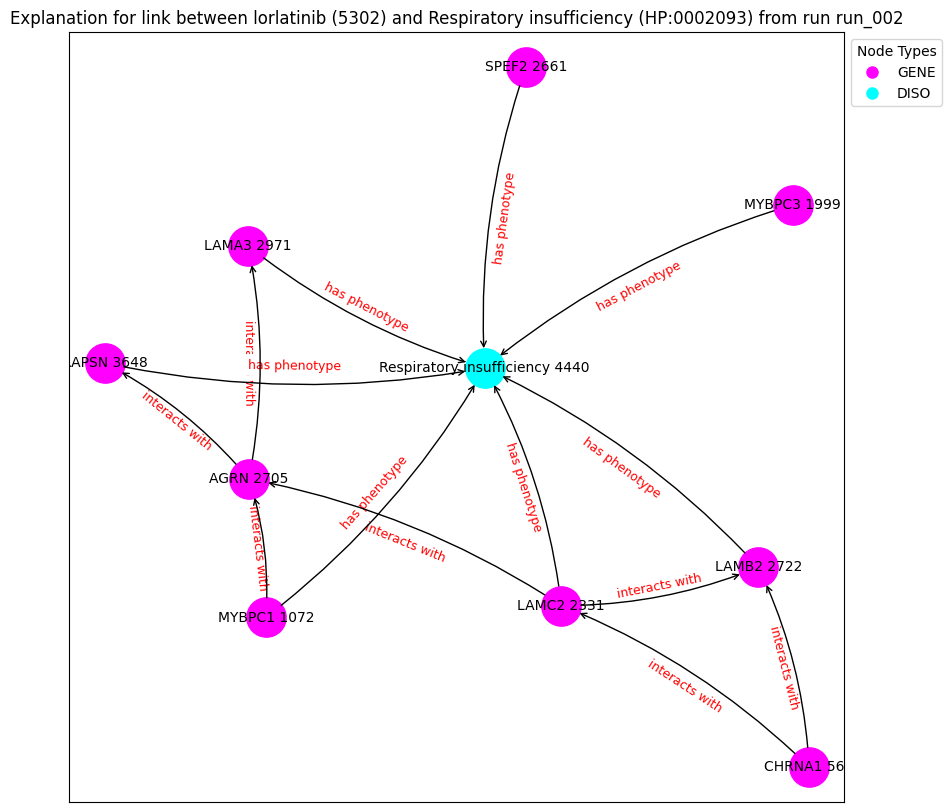 Explanation for link between lorlatinib (5302) and Respiratory insufficiency (HP:0002093) from run run_002
Node Types
GENE
DISO
SPEF2 2661
has phenotype
MYBPC3 1999
has phenotype
LAMA3 2971
has phenotype
APSN 3648
has phenotype
with
Respiratory insufficiency 4440
interacts with
AGRN 2705
has phenotype
has phenotype
has phenotype
interacts with
interacts with
MYBPC1 1072
LAMC2 2331
interacts with
LAMB2 2722
interacts with
interacts with
CHRNA1 56